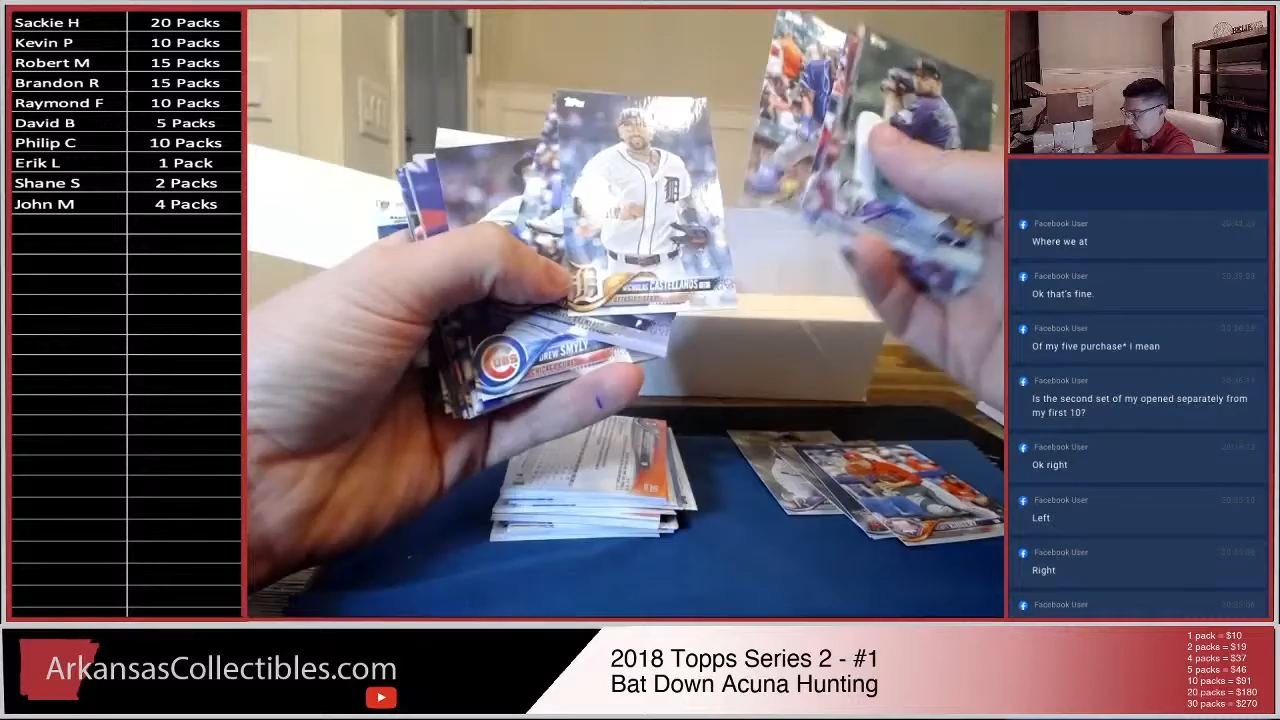 Sackie H 20 Packs
Kevin P 10 Packs
Robert M 15 Packs
Brandon R 15 Packs
Raymond F 10 Packs
David B 5 Packs
Philip C 10 Packs
Erik L 1 Pack
Shane S 2 Packs
John M 4 Packs
NICHOLAS CASTELLANOS
DREW SMYLY
CUBS
Facebook User
Where we at
Facebook User
Ok that's fine.
Facebook User
Of my five purchase* i mean
Facebook User
Is the second set of my opened separately from
my first 10?
Facebook User
Ok right
Facebook User
Left
Facebook User
Right
Facebook User
ArkansasCollectibles.com
2018 Topps Series 2 - #1
Bat Down Acuna Hunting
1 pack = $10
2 packs = $19
4 packs = $37
5 packs = $46
10 packs = $91
20 packs = $180
30 packs = $270